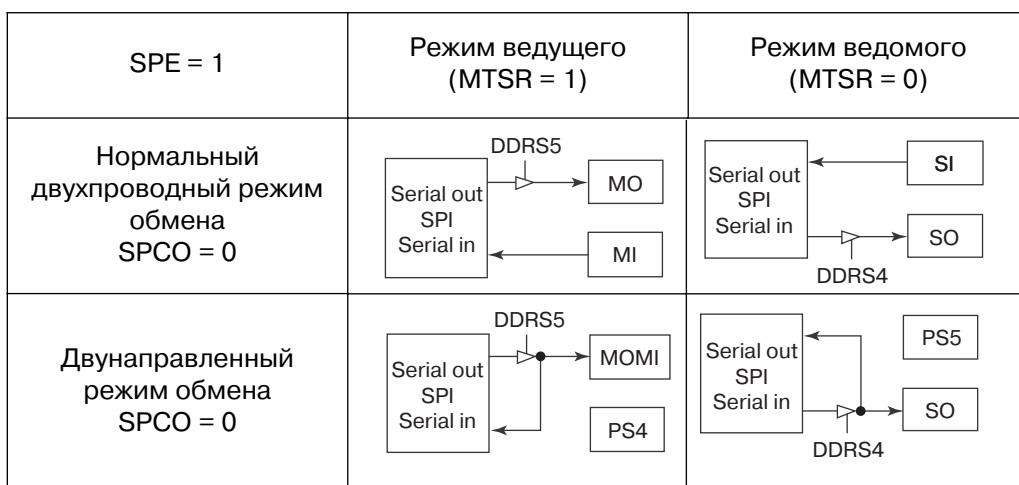 SPE = 1
Режим ведущего
(MTSR = 1)
Режим ведомого
(MTSR = 0)
Нормальный
двухпроводный режим
обмена
SPCO = 0
DDRS5
Serial out
SPI
Serial in
MO
MI
Serial out
SPI
Serial in
SI
SO
DDRS4
Двунаправленный
режим обмена
SPCO = 0
DDRS5
Serial out
SPI
Serial in
MOMI
PS4
Serial out
SPI
Serial in
PS5
SO
DDRS4